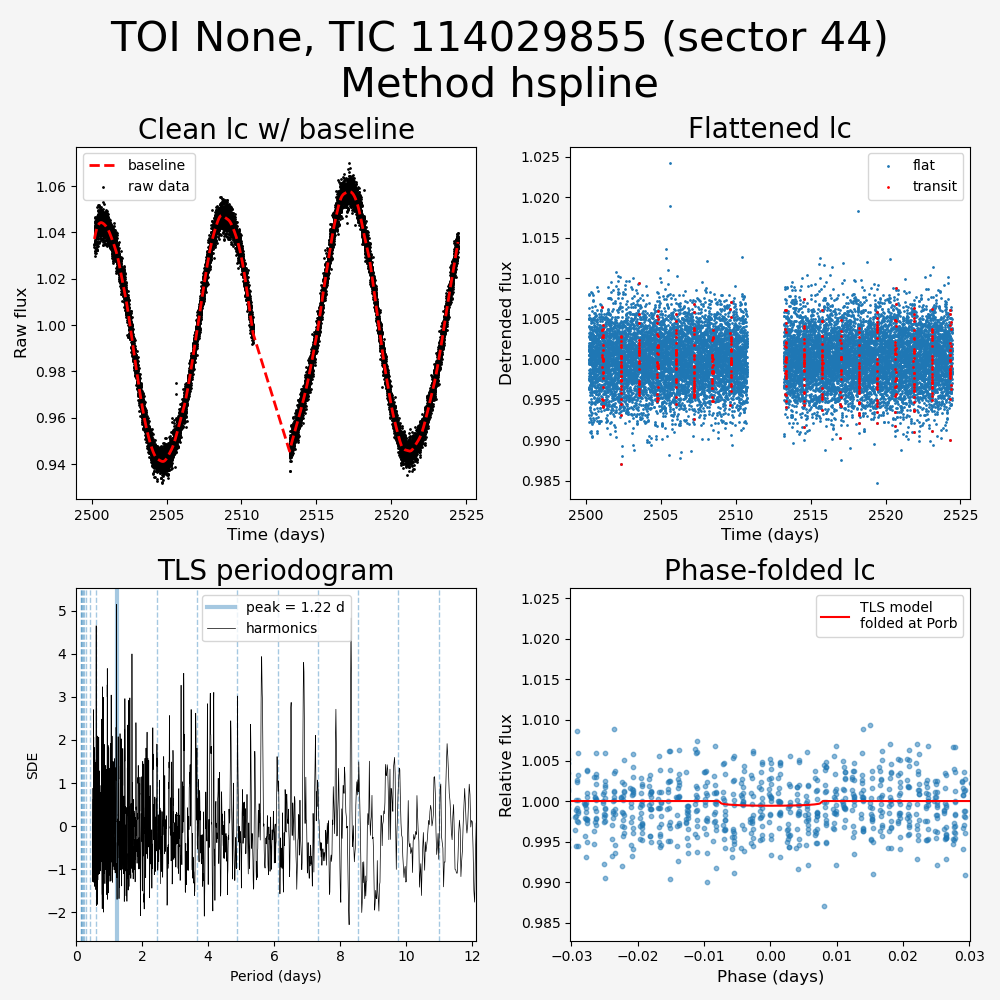 TOI None, TIC 114029855 (sector 44)
Method hspline
Clean lc w/ baseline
baseline
raw data
1.06
1.04
1.02
1.00
0.98
0.96
0.94
Raw flux
2500
2505
2510
2515
2520
2525
Time (days)
Flattened lc
flat
transit
1.025
1.020
1.015
1.010
1.005
1.000
0.995
0.990
0.985
Detrended flux
2500
2505
2510
2515
2520
2525
Time (days)
TLS periodogram
peak = 1.22 d
harmonics
5
4
3
2
1
0
−1
−2
SDE
0
2
4
6
8
10
12
Period (days)
Phase-folded lc
TLS model
folded at Porb
1.025
1.020
1.015
1.010
1.005
1.000
0.995
0.990
0.985
Relative flux
−0.03
−0.02
−0.01
0.00
0.01
0.02
0.03
Phase (days)